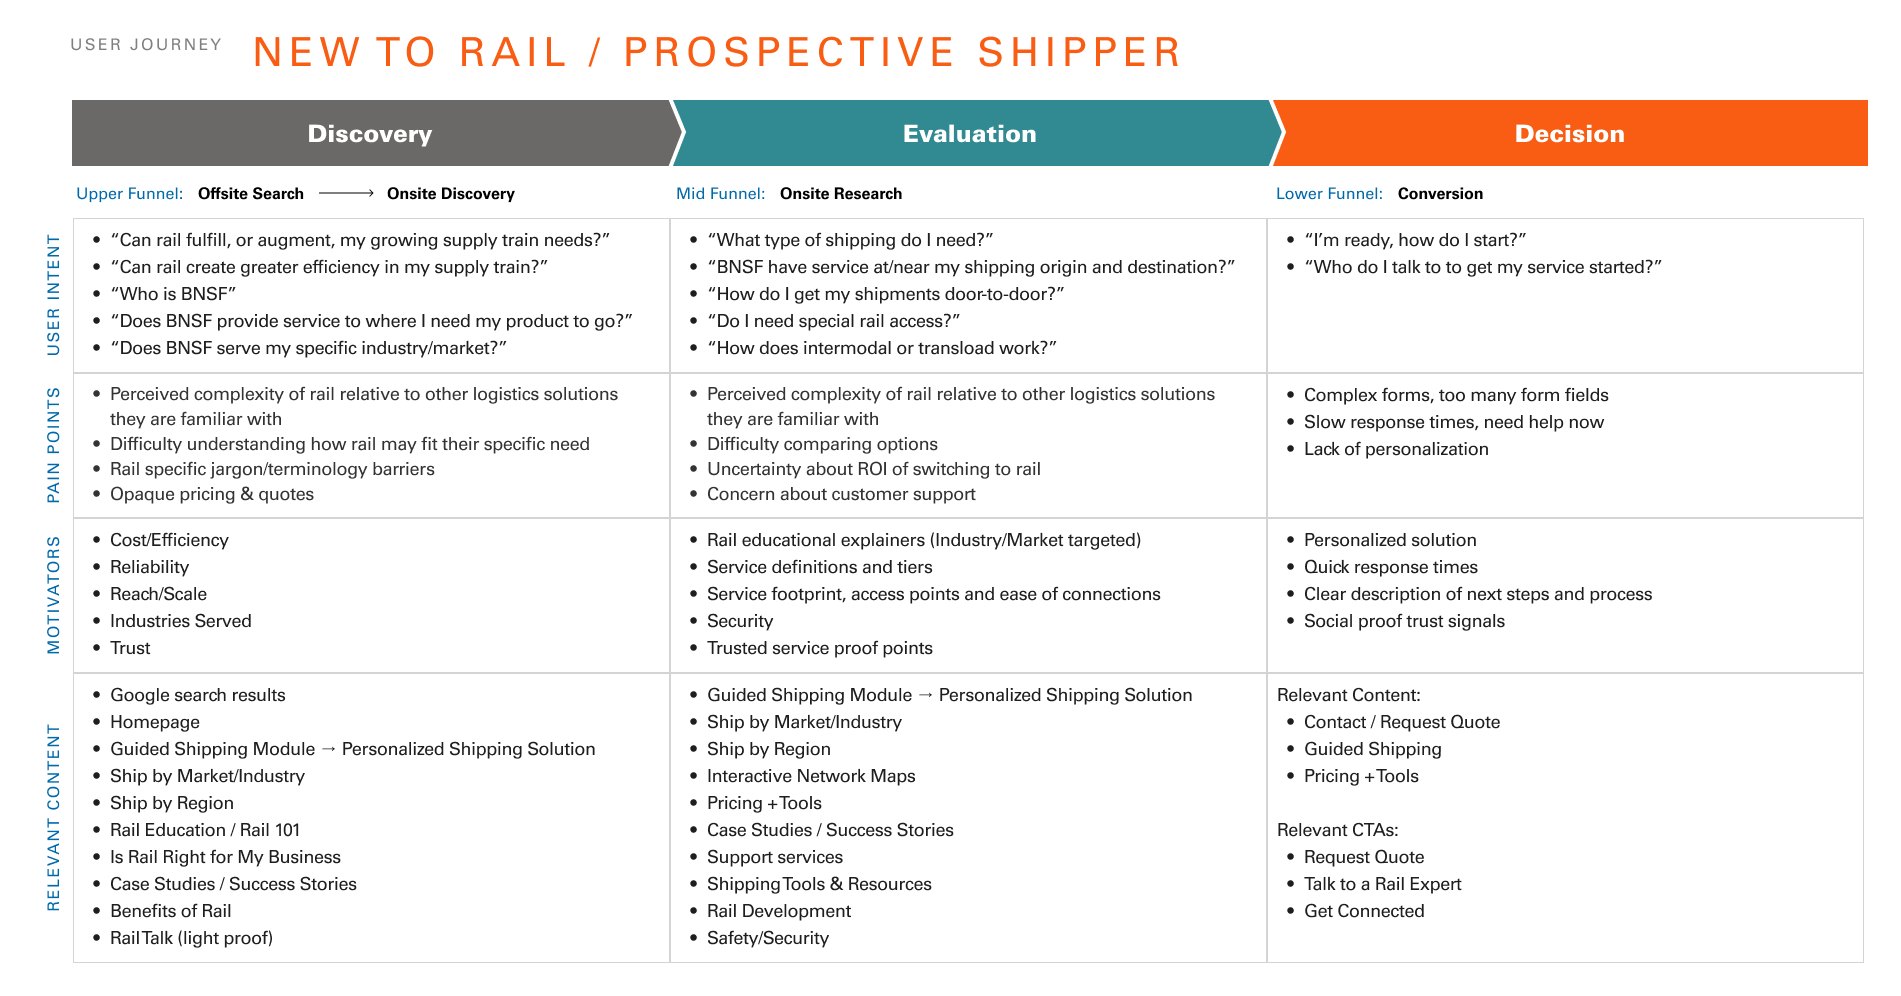 USER JOURNEY
NEW TO RAIL / PROSPECTIVE SHIPPER
Discovery
Evaluation
Decision
Upper Funnel: Offsite Search → Onsite Discovery
Mid Funnel: Onsite Research
Lower Funnel: Conversion
USER INTENT
• “Can rail fulfill, or augment, my growing supply train needs?”
• “Can rail create greater efficiency in my supply train?”
• “Who is BNSF”
• “Does BNSF provide service to where I need my product to go?”
• “Does BNSF serve my specific industry/market?”
• “What type of shipping do I need?”
• “BNSF have service at/near my shipping origin and destination?”
• “How do I get my shipments door-to-door?”
• “Do I need special rail access?”
• “How does intermodal or transload work?”
• “I’m ready, how do I start?”
• “Who do I talk to to get my service started?”
PAIN POINTS
• Perceived complexity of rail relative to other logistics solutions
they are familiar with
• Difficulty understanding how rail may fit their specific need
• Rail specific jargon/terminology barriers
• Opaque pricing & quotes
• Perceived complexity of rail relative to other logistics solutions
they are familiar with
• Difficulty comparing options
• Uncertainty about ROI of switching to rail
• Concern about customer support
• Complex forms, too many form fields
• Slow response times, need help now
• Lack of personalization
MOTIVATORS
• Cost/Efficiency
• Reliability
• Reach/Scale
• Industries Served
• Trust
• Rail educational explainers (Industry/Market targeted)
• Service definitions and tiers
• Service footprint, access points and ease of connections
• Security
• Trusted service proof points
• Personalized solution
• Quick response times
• Clear description of next steps and process
• Social proof trust signals
RELEVANT CONTENT
• Google search results
• Homepage
• Guided Shipping Module → Personalized Shipping Solution
• Ship by Market/Industry
• Ship by Region
• Rail Education / Rail 101
• Is Rail Right for My Business
• Case Studies / Success Stories
• Benefits of Rail
• RailTalk (light proof)
• Guided Shipping Module → Personalized Shipping Solution
• Ship by Market/Industry
• Ship by Region
• Interactive Network Maps
• Pricing + Tools
• Case Studies / Success Stories
• Support services
• Shipping Tools & Resources
• Rail Development
• Safety/Security
Relevant Content:
• Contact / Request Quote
• Guided Shipping
• Pricing + Tools
Relevant CTAs:
• Request Quote
• Talk to a Rail Expert
• Get Connected